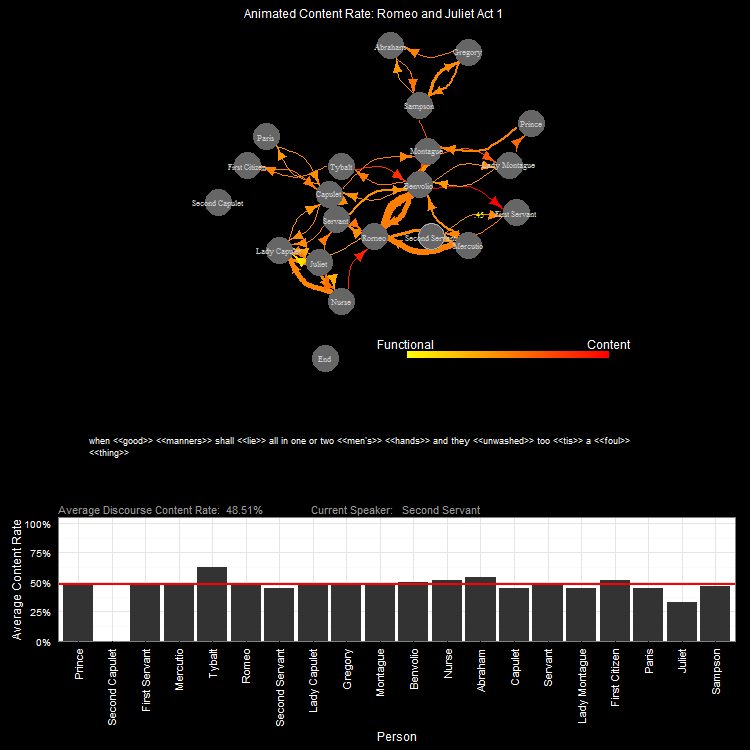 Animated Content Rate: Romeo and Juliet Act 1
Abraham
Gregory
Sampson
Prince
Paris
Montague
First Citizen
Tybalt
Lady Montague
Capulet
Benvolio
Second Capulet
Servant
45
First Servant
Romeo
Second Servant
Mercutio
Lady Capulet
Juliet
Nurse
Functional
Content
End
when <<good>> <<manners>> shall <<lie>> all in one or two <<men's>> <<hands>> and they <<unwashed>> too <<tis>> a <<foul>>
<<thing>>
Average Discourse Content Rate: 48.51%
Current Speaker: Second Servant
Average Content Rate
100%
75%
50%
25%
0%
Prince
Second Capulet
First Servant
Mercutio
Tybalt
Romeo
Second Servant
Lady Capulet
Gregory
Montague
Benvolio
Nurse
Abraham
Capulet
Servant
Lady Montague
First Citizen
Paris
Juliet
Sampson
Person